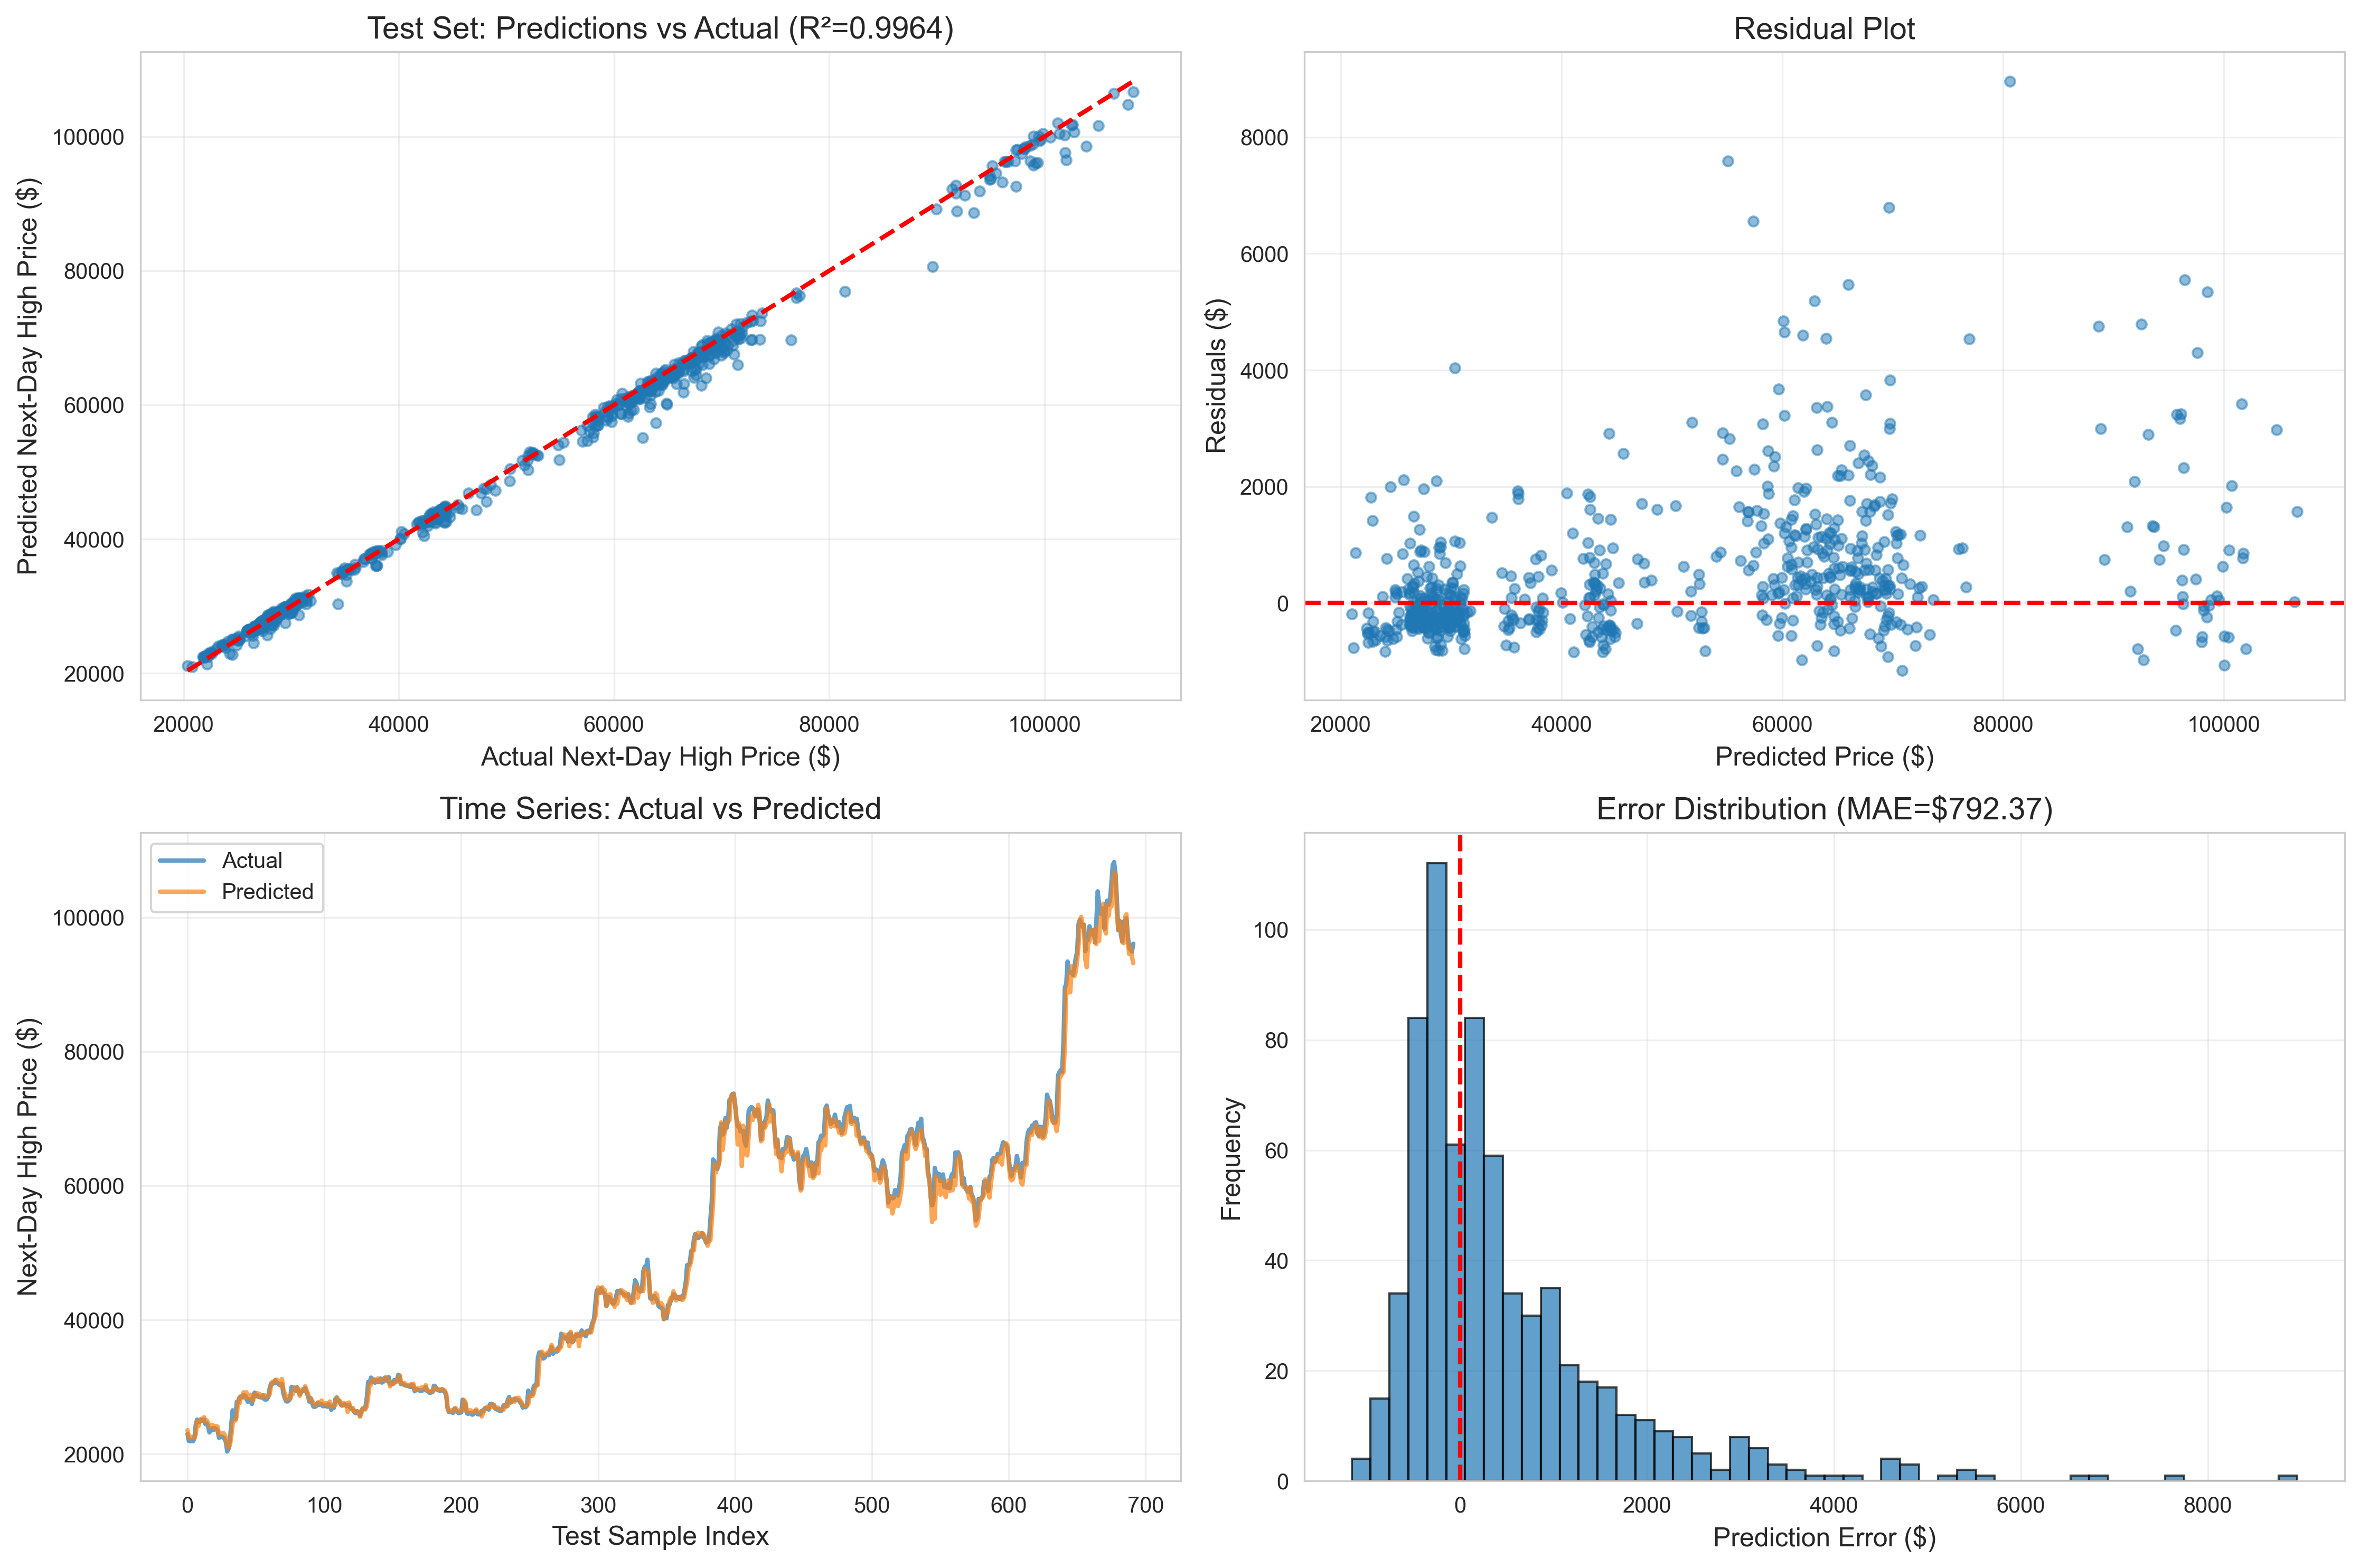 Test Set: Predictions vs Actual (R²=0.9964)
Predicted Next-Day High Price ($)
100000
80000
60000
40000
20000
20000 40000 60000 80000 100000
Actual Next-Day High Price ($)
Residual Plot
Residuals ($)
8000
6000
4000
2000
0
20000 40000 60000 80000 100000
Predicted Price ($)
Time Series: Actual vs Predicted
Actual
Predicted
Next-Day High Price ($)
100000
80000
60000
40000
20000
0 100 200 300 400 500 600 700
Test Sample Index
Error Distribution (MAE=$792.37)
Frequency
100
80
60
40
20
0
0 2000 4000 6000 8000
Prediction Error ($)